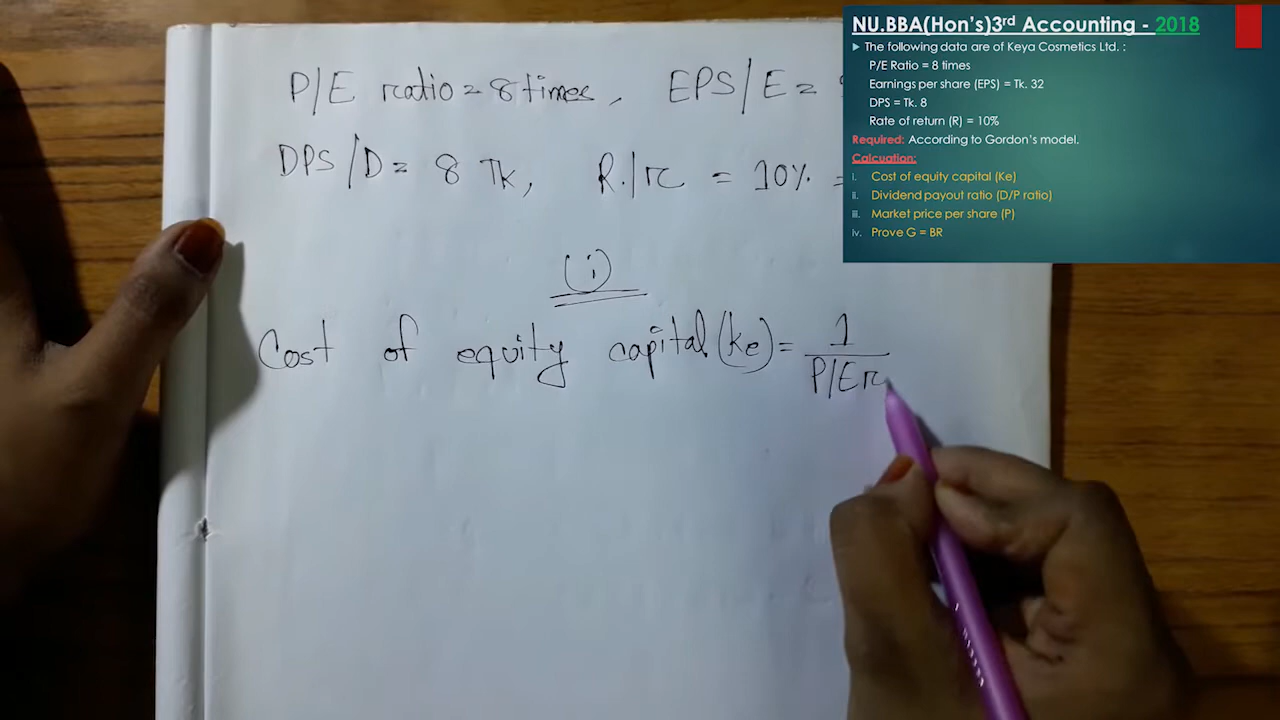 P/E ratio = 8 times, EPS/E =
DPS/D = 8 Tk, R./r = 10% =
(i)
Cost of equity capital (ke) = 1
P/E r
NU.BBA(Hon's)3rd Accounting - 2018
The following data are of Keya Cosmetics Ltd. :
P/E Ratio = 8 times
Earnings per share (EPS) = Tk. 32
DPS = Tk. 8
Rate of return (R) = 10%
Required: According to Gordon's model.
Calcuation:
i. Cost of equity capital (Ke)
ii. Dividend payout ratio (D/P ratio)
iii. Market price per share (P)
iv. Prove G = BR